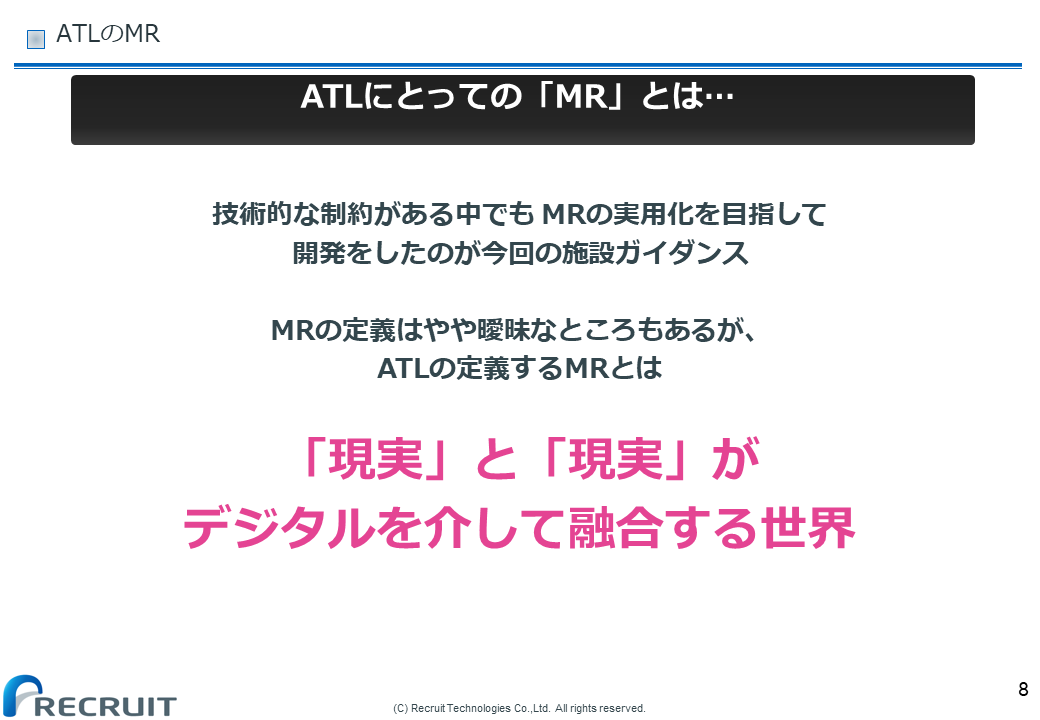 ATLのMR
ATLにとっての「MR」とは…
技術的な制約がある中でも MRの実用化を目指して
開発をしたのが今回の施設ガイダンス
MRの定義はやや曖昧なところもあるが、
ATLの定義するMRとは
「現実」と「現実」が
デジタルを介して融合する世界
RECRUIT
(C) Recruit Technologies Co.,Ltd. All rights reserved.
8